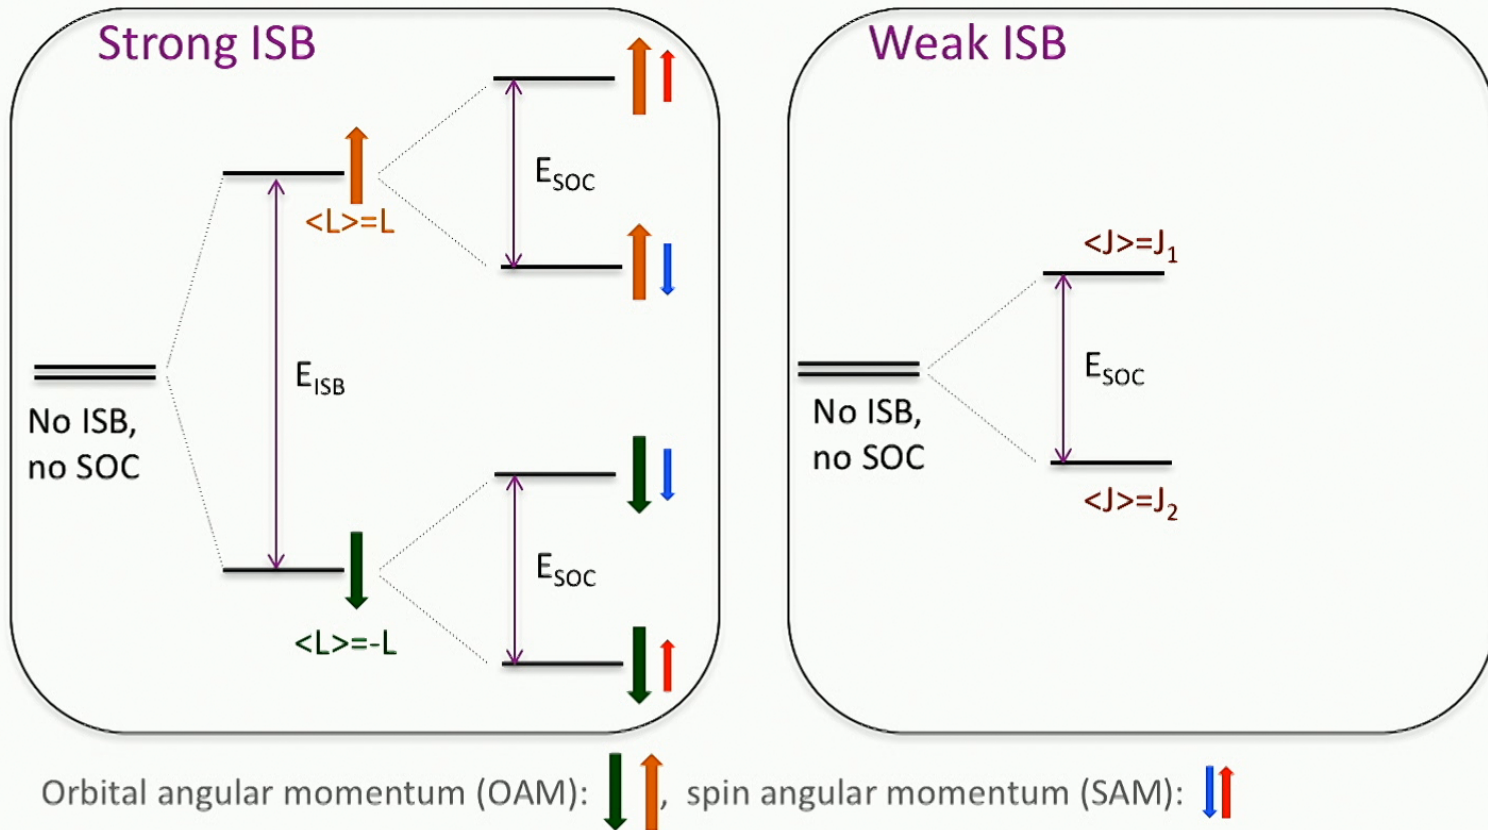 Strong ISB
E_SOC
<L>=L
E_ISB
No ISB,
no SOC
E_SOC
<L>=-L
Weak ISB
<J>=J_1
No ISB,
no SOC
E_SOC
<J>=J_2
Orbital angular momentum (OAM): , spin angular momentum (SAM):